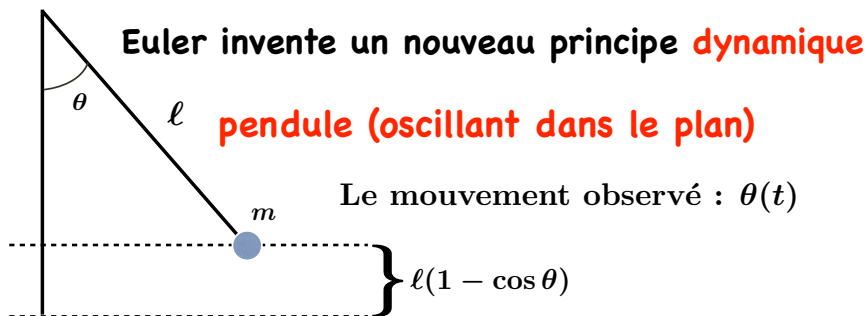 Euler invente un nouveau principe dynamique
θ
ℓ
pendule (oscillant dans le plan)
Le mouvement observé : θ(t)
m
ℓ(1 − cos θ)